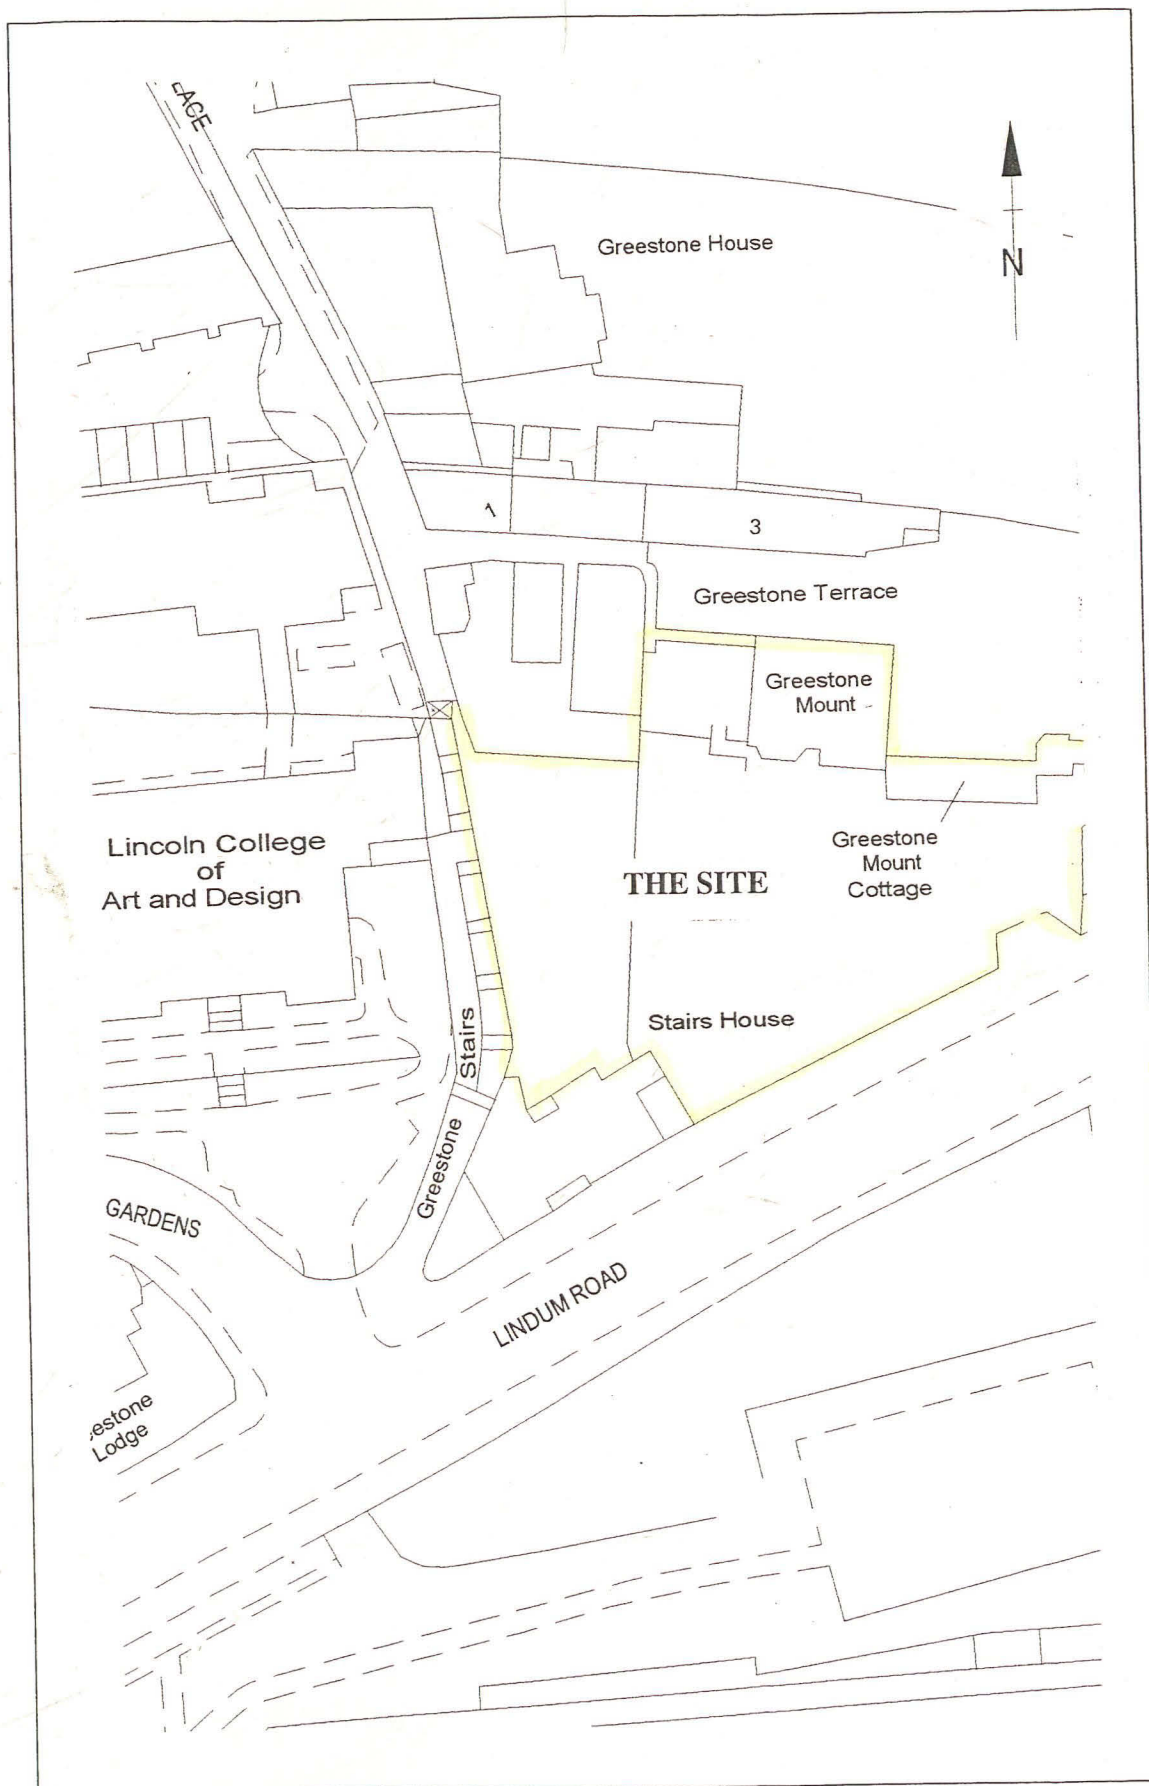 LACE
Greestone House
N
1
3
Greestone Terrace
Greestone
Mount
Lincoln College
of
Art and Design
THE SITE
Greestone
Mount
Cottage
Stairs House
Greestone Stairs
GARDENS
LINDUM ROAD
estone
Lodge